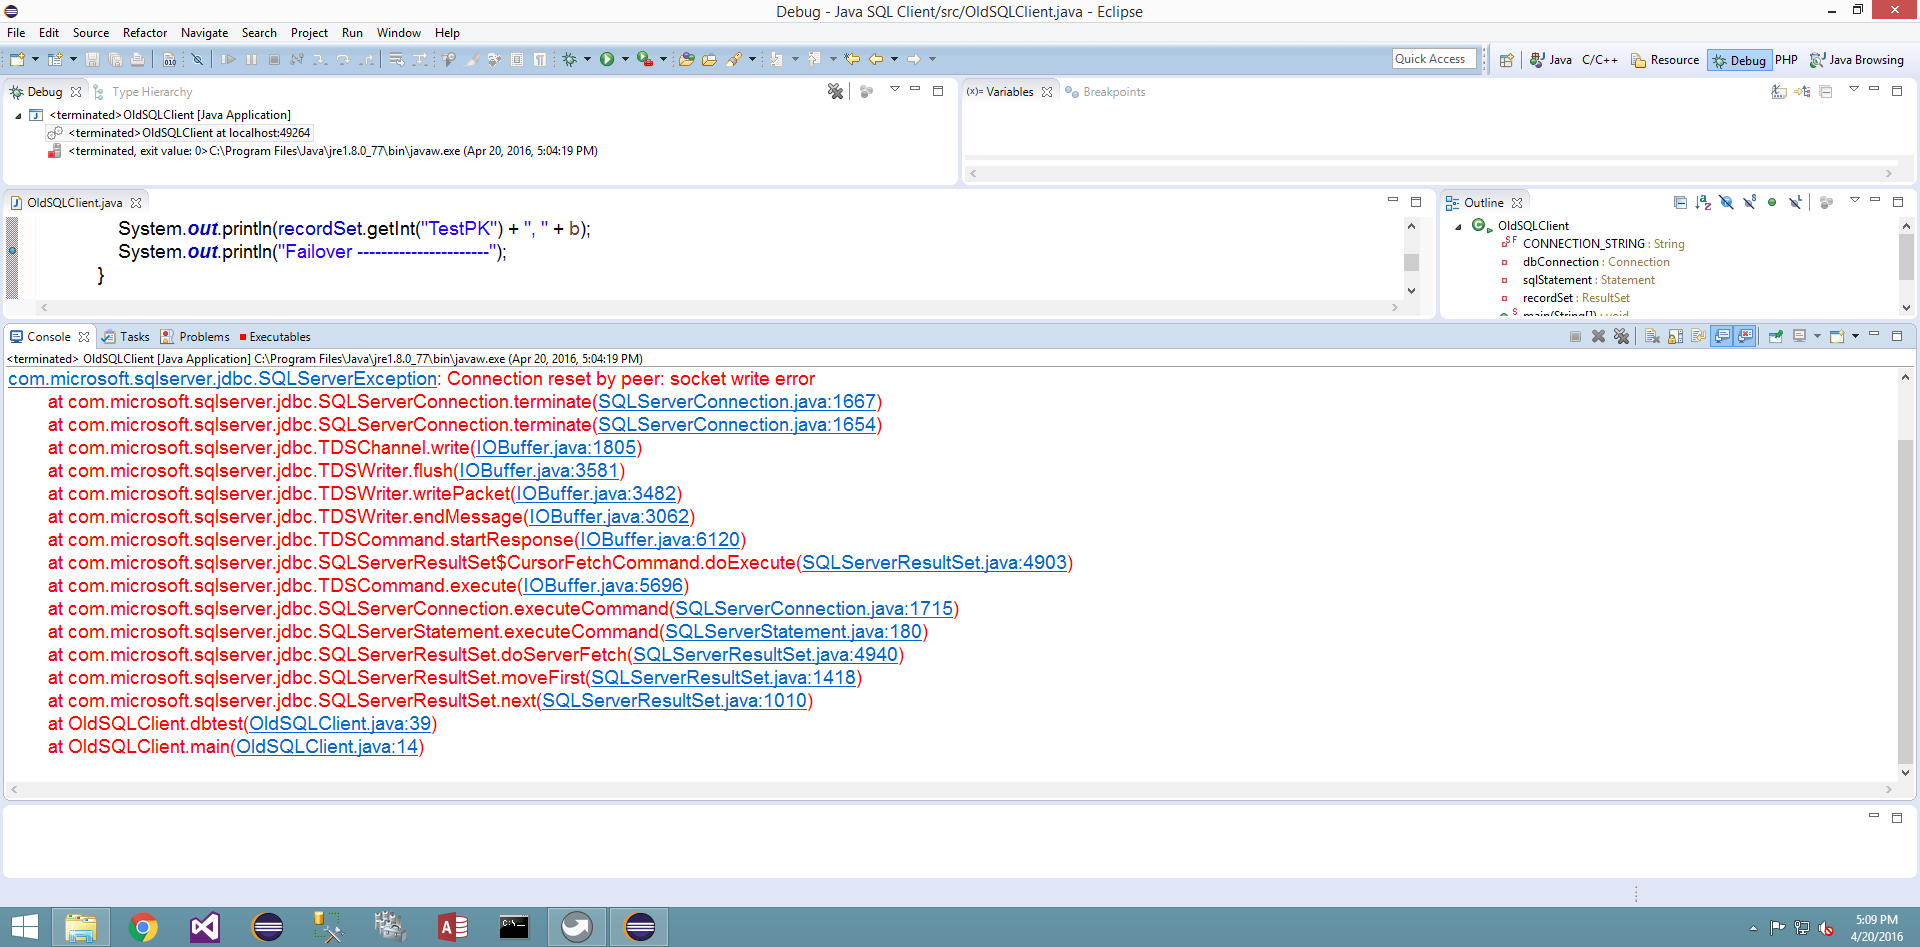 Debug - Java SQL Client/src/OldSQLClient.java - Eclipse
File Edit Source Refactor Navigate Search Project Run Window Help
Quick Access
Java C/C++ Resource Debug PHP Java Browsing
Debug Type Hierarchy
<terminated>OldSQLClient [Java Application]
<terminated>OldSQLClient at localhost:49264
<terminated, exit value: 0>C:\Program Files\Java\jre1.8.0_77\bin\javaw.exe (Apr 20, 2016, 5:04:19 PM)
(x)= Variables Breakpoints
OldSQLClient.java
System.out.println(recordSet.getInt("TestPK") + ", " + b);
System.out.println("Failover ----------------------");
}
Outline
OldSQLClient
CONNECTION_STRING : String
dbConnection : Connection
sqlStatement : Statement
recordSet : ResultSet
main(String[]) : void
Console Tasks Problems Executables
<terminated> OldSQLClient [Java Application] C:\Program Files\Java\jre1.8.0_77\bin\javaw.exe (Apr 20, 2016, 5:04:19 PM)
com.microsoft.sqlserver.jdbc.SQLServerException: Connection reset by peer: socket write error
at com.microsoft.sqlserver.jdbc.SQLServerConnection.terminate(SQLServerConnection.java:1667)
at com.microsoft.sqlserver.jdbc.SQLServerConnection.terminate(SQLServerConnection.java:1654)
at com.microsoft.sqlserver.jdbc.TDSChannel.write(IOBuffer.java:1805)
at com.microsoft.sqlserver.jdbc.TDSWriter.flush(IOBuffer.java:3581)
at com.microsoft.sqlserver.jdbc.TDSWriter.writePacket(IOBuffer.java:3482)
at com.microsoft.sqlserver.jdbc.TDSWriter.endMessage(IOBuffer.java:3062)
at com.microsoft.sqlserver.jdbc.TDSCommand.startResponse(IOBuffer.java:6120)
at com.microsoft.sqlserver.jdbc.SQLServerResultSet$CursorFetchCommand.doExecute(SQLServerResultSet.java:4903)
at com.microsoft.sqlserver.jdbc.TDSCommand.execute(IOBuffer.java:5696)
at com.microsoft.sqlserver.jdbc.SQLServerConnection.executeCommand(SQLServerConnection.java:1715)
at com.microsoft.sqlserver.jdbc.SQLServerStatement.executeCommand(SQLServerStatement.java:180)
at com.microsoft.sqlserver.jdbc.SQLServerResultSet.doServerFetch(SQLServerResultSet.java:4940)
at com.microsoft.sqlserver.jdbc.SQLServerResultSet.moveFirst(SQLServerResultSet.java:1418)
at com.microsoft.sqlserver.jdbc.SQLServerResultSet.next(SQLServerResultSet.java:1010)
at OldSQLClient.dbtest(OldSQLClient.java:39)
at OldSQLClient.main(OldSQLClient.java:14)
5:09 PM
4/20/2016